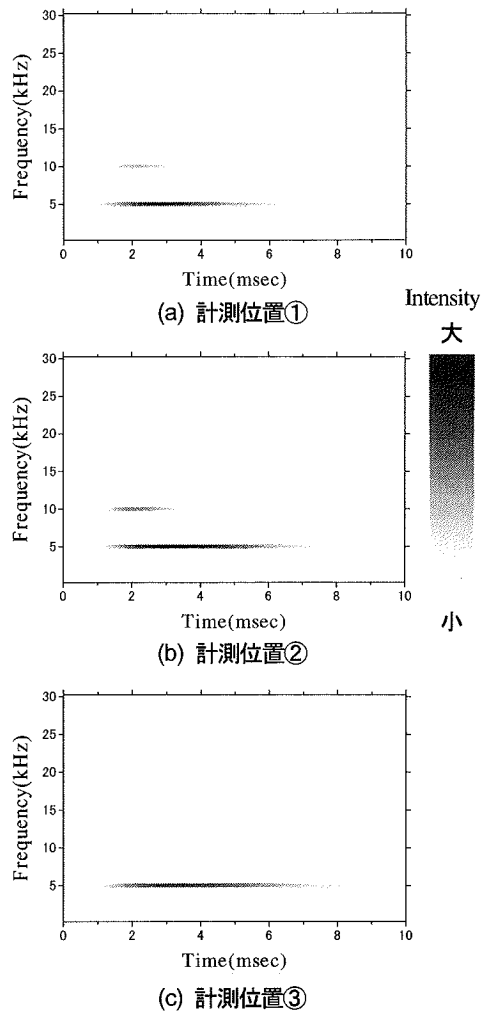 30
25
20
15
10
5
Frequency(kHz)
0 2 4 6 8 10
Time(msec)
(a) 計測位置①
Intensity
大
小
30
25
20
15
10
5
Frequency(kHz)
0 2 4 6 8 10
Time(msec)
(b) 計測位置②
30
25
20
15
10
5
Frequency(kHz)
0 2 4 6 8 10
Time(msec)
(c) 計測位置③